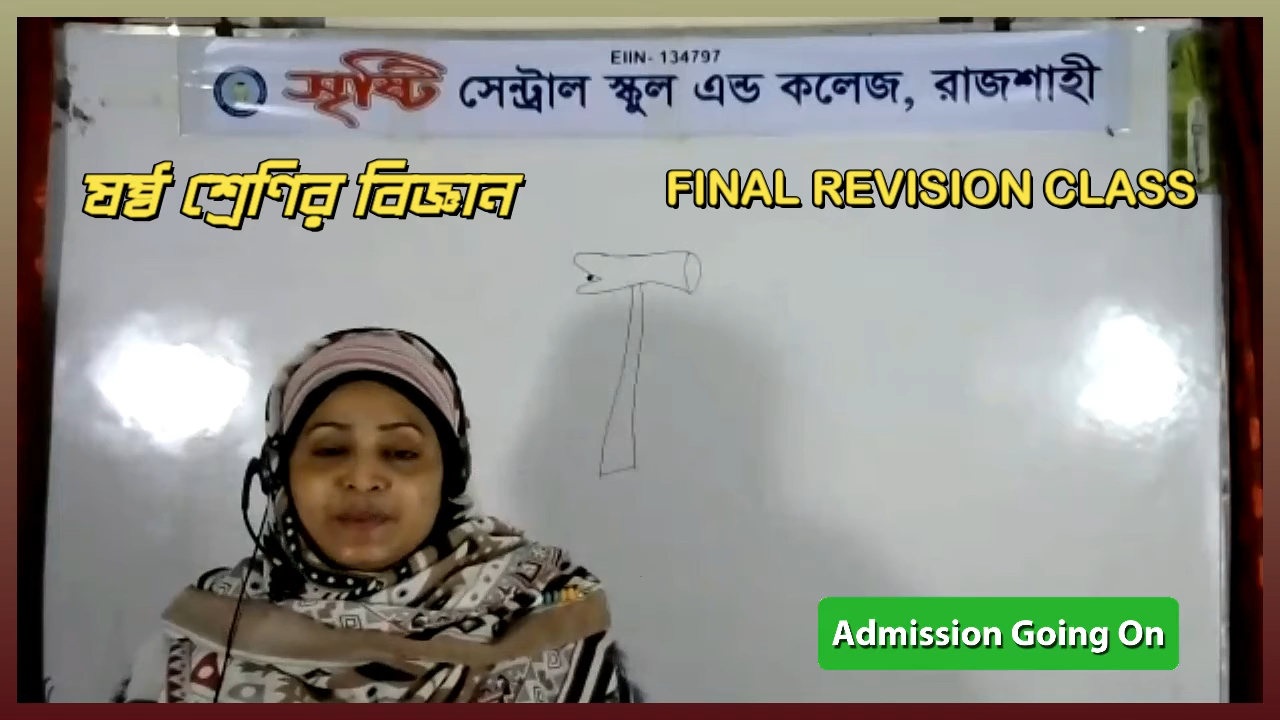 EIIN- 134797
সৃষ্টি সেন্ট্রাল স্কুল এন্ড কলেজ, রাজশাহী
ষষ্ঠ শ্রেণির বিজ্ঞান
FINAL REVISION CLASS
Admission Going On